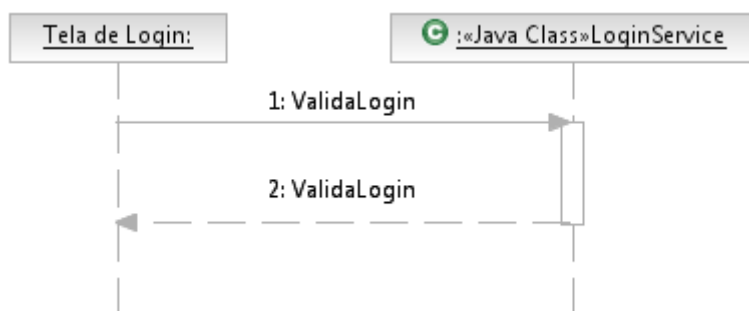 Tela de Login:
C :«Java Class»LoginService
1: ValidaLogin
2: ValidaLogin